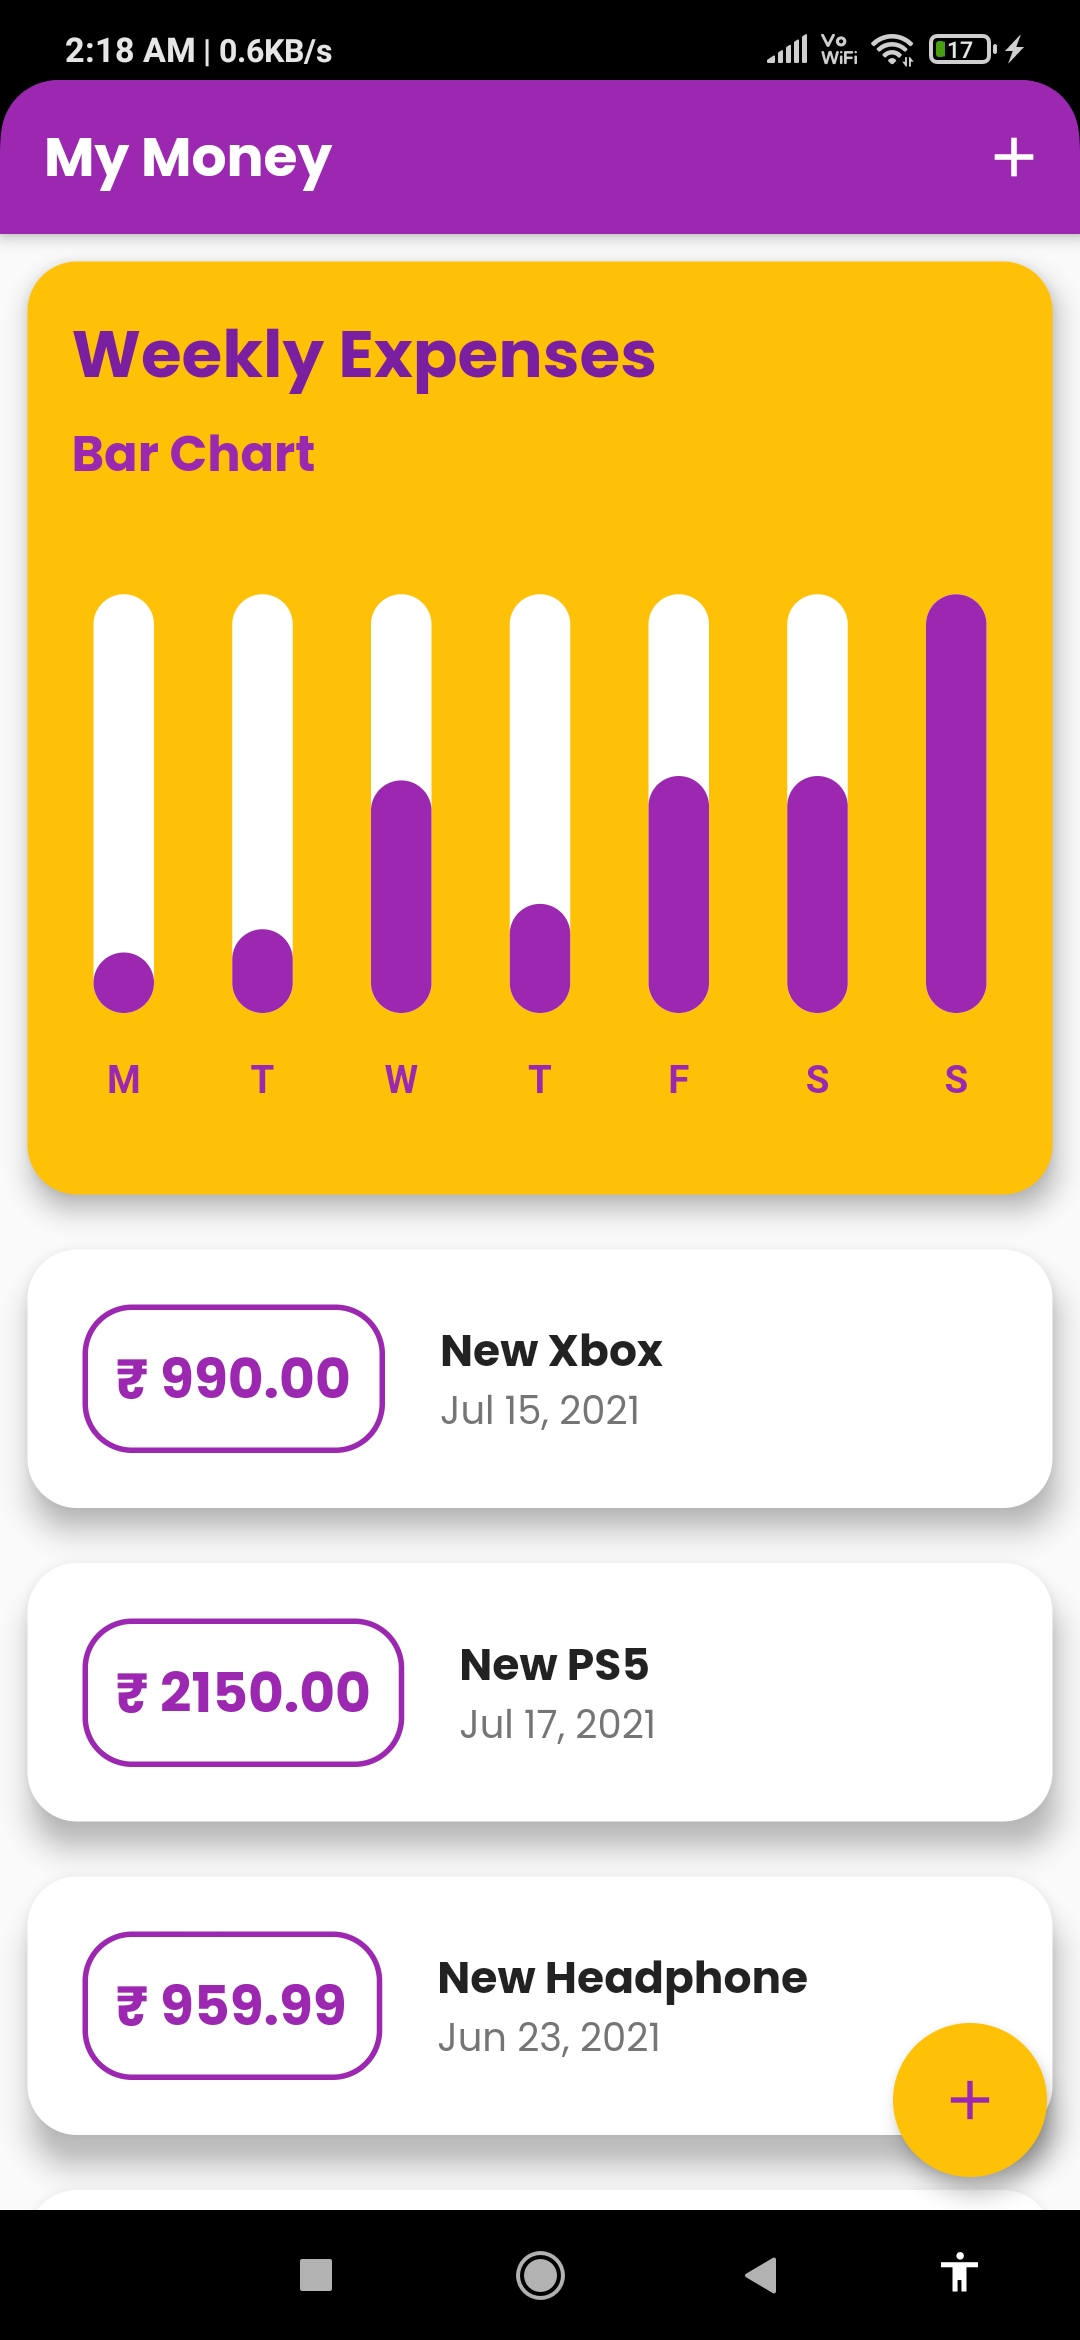 2:18 AM | 0.6KB/s Vo WiFi 17
My Money
Weekly Expenses
Bar Chart
M T W T F S S
₹ 990.00
New Xbox
Jul 15, 2021
₹ 2150.00
New PS5
Jul 17, 2021
₹ 959.99
New Headphone
Jun 23, 2021